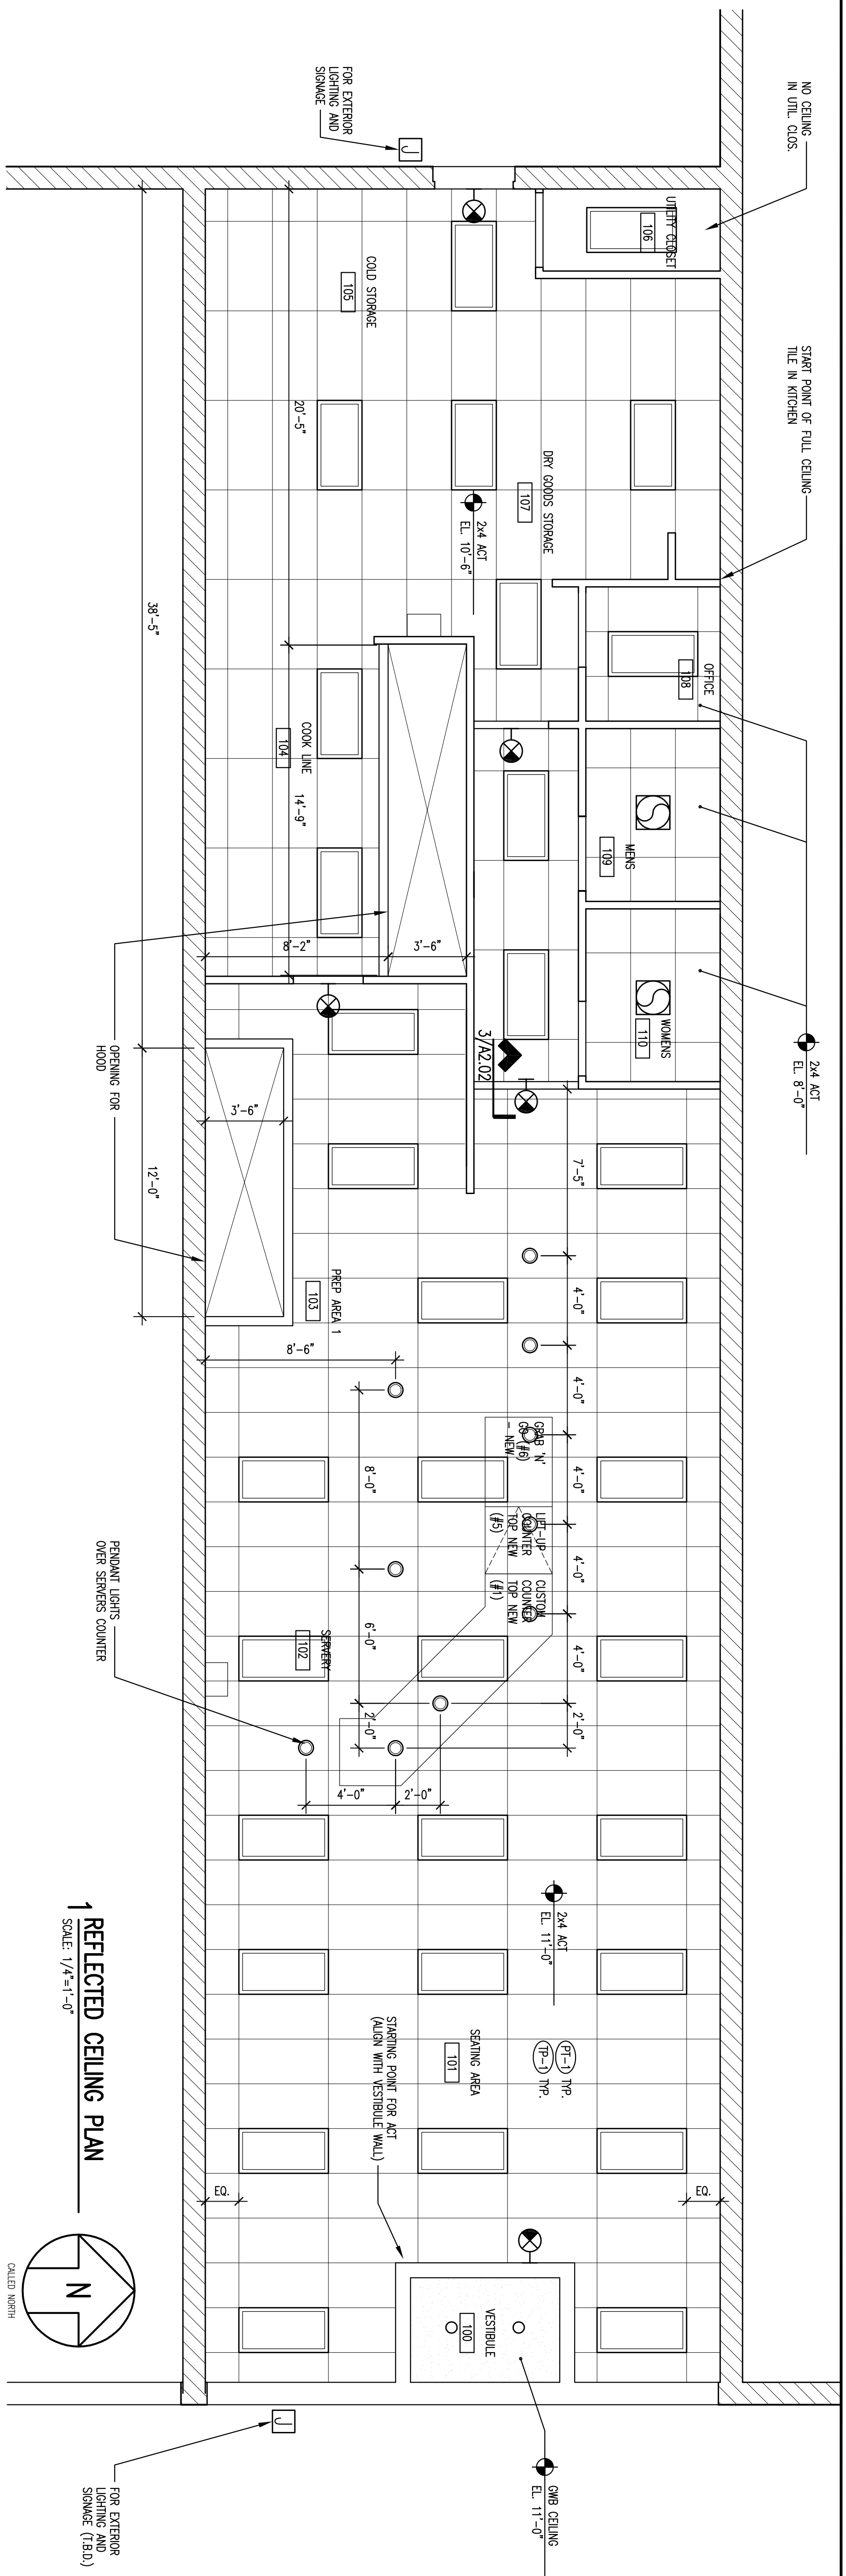 NO CEILING
IN UTIL. CLOS.
START POINT OF FULL CEILING
TILE IN KITCHEN
2x4 ACT
EL. 8'-0"
FOR EXTERIOR
LIGHTING AND
SIGNAGE
J
UTILITY CLOSET
106
COLD STORAGE
105
20'-5"
38'-5"
DRY GOODS STORAGE
107
2x4 ACT
EL. 10'-6"
OFFICE
108
MENS
109
WOMENS
110
COOK LINE
104
14'-9"
8'-2"
3'-6"
3/A2.02
OPENING FOR
HOOD
3'-6"
12'-0"
PREP AREA 1
103
8'-6"
7'-5"
4'-0"
4'-0"
4'-0"
4'-0"
4'-0"
2'-0"
8'-0"
6'-0"
2'-0"
4'-0"
2'-0"
GRAB 'N'
GO (#6)
- NEW
LIFT-UP
COUNTER
TOP NEW
(#5)
CUSTOM
COUNTER
TOP NEW
(#1)
SERVERY
102
PENDANT LIGHTS
OVER SERVERS COUNTER
2x4 ACT
EL. 11'-0"
PT-1 TYP.
TP-1 TYP.
SEATING AREA
101
STARTING POINT FOR ACT
(ALIGN WITH VESTIBULE WALL)
EQ.
EQ.
VESTIBULE
100
GWB CEILING
EL. 11'-0"
J
FOR EXTERIOR
LIGHTING AND
SIGNAGE (T.B.D.)
1 REFLECTED CEILING PLAN
SCALE: 1/4"=1'-0"
N
CALLED NORTH